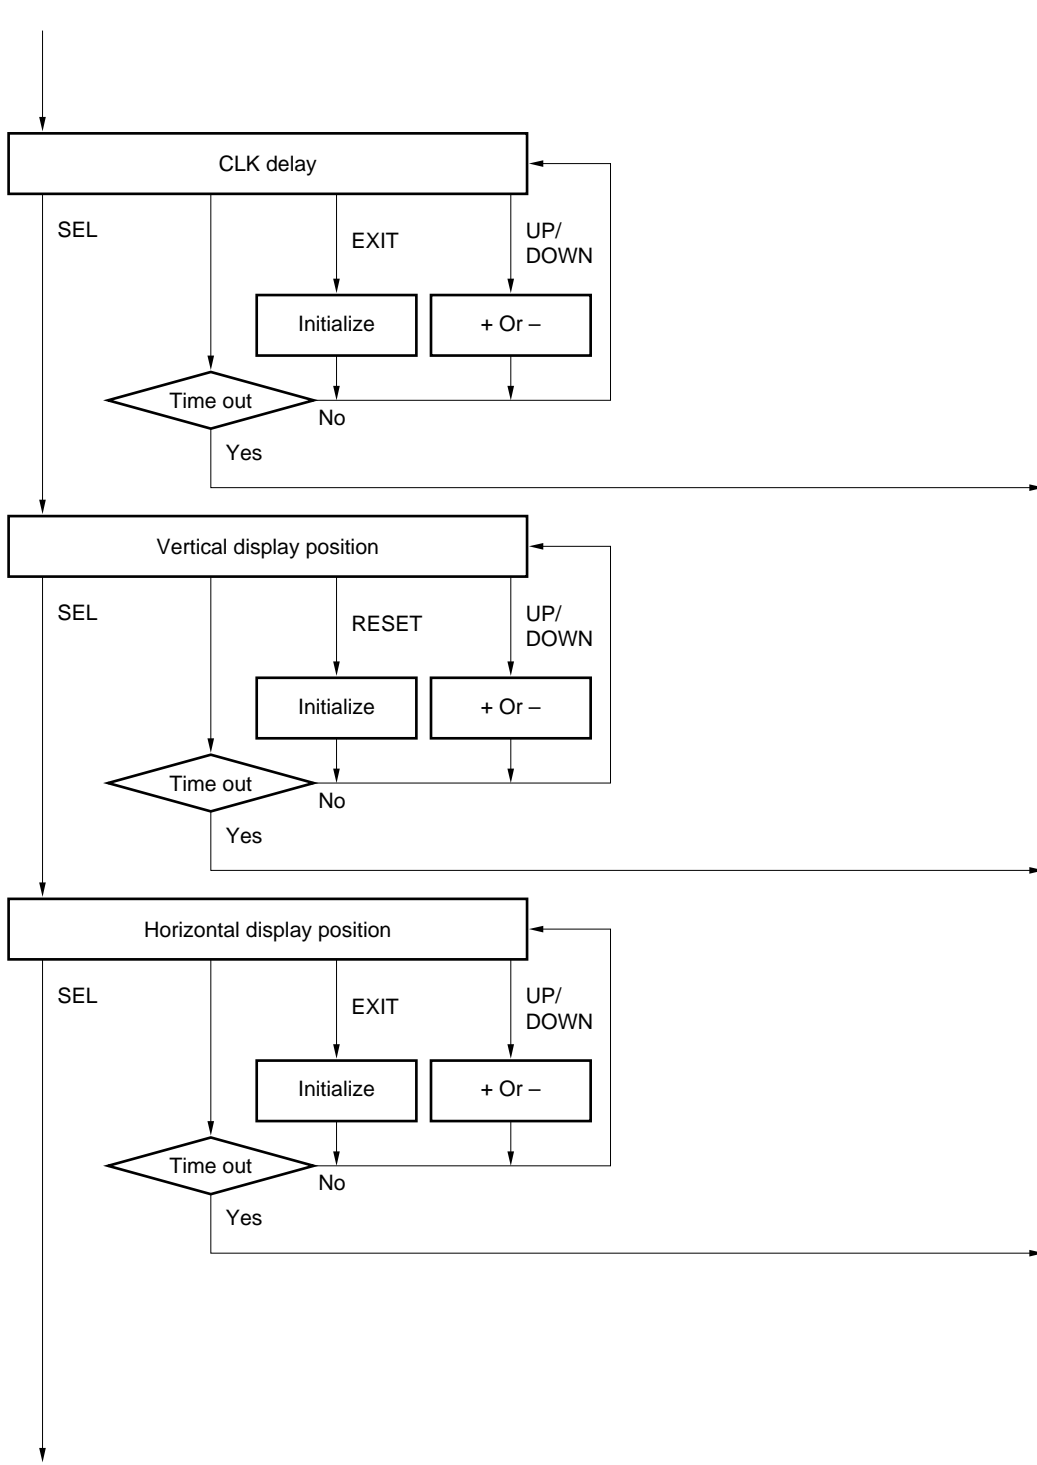 CLK delay
SEL
EXIT
UP/
DOWN
Initialize
+ Or –
Time out
No
Yes
Vertical display position
SEL
RESET
UP/
DOWN
Initialize
+ Or –
Time out
No
Yes
Horizontal display position
SEL
EXIT
UP/
DOWN
Initialize
+ Or –
Time out
No
Yes